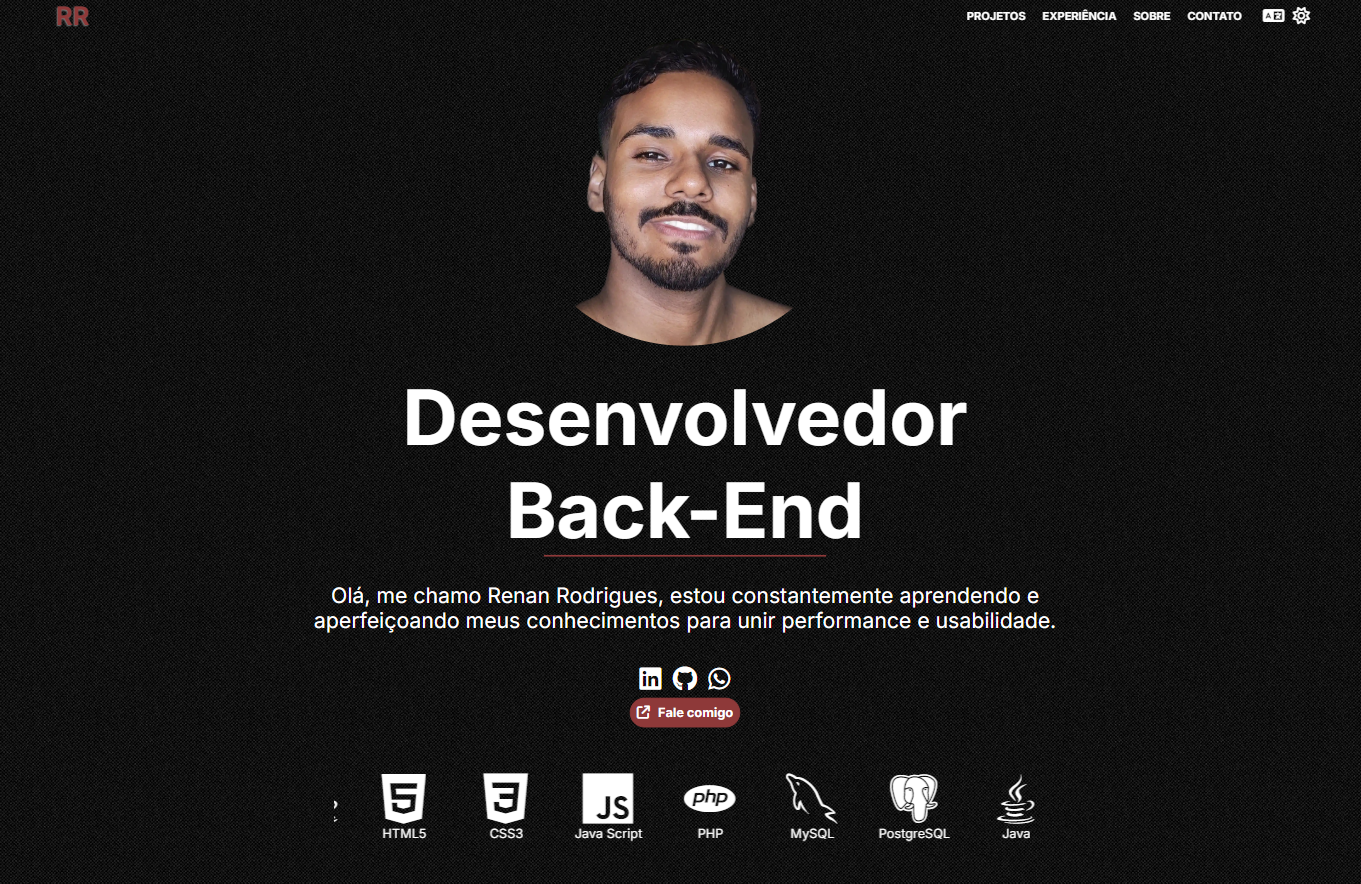 RR
PROJETOS EXPERIÊNCIA SOBRE CONTATO
Desenvolvedor
Back-End
Olá, me chamo Renan Rodrigues, estou constantemente aprendendo e
aperfeiçoando meus conhecimentos para unir performance e usabilidade.
in
Fale comigo
5 3 JS php
HTML5 CSS3 Java Script PHP MySQL PostgreSQL Java